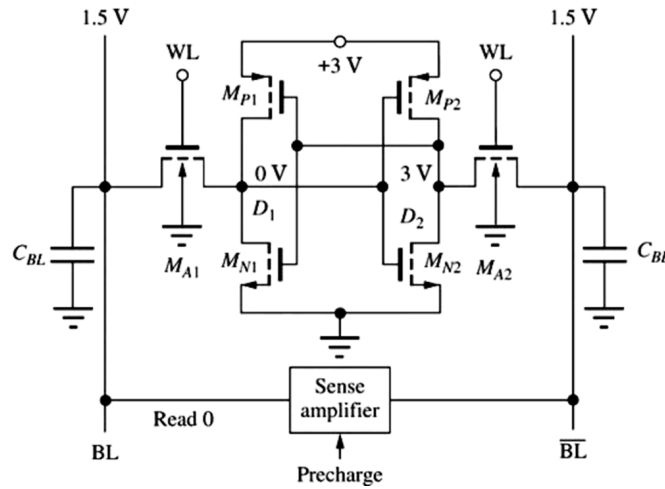 1.5 V
1.5 V
WL
+3 V
WL
M_P1
M_P2
0 V
3 V
D_1
D_2
C_BL
M_A1
M_N1
M_N2
M_A2
C_BL
Sense
amplifier
Read 0
BL
B̅L̅
Precharge